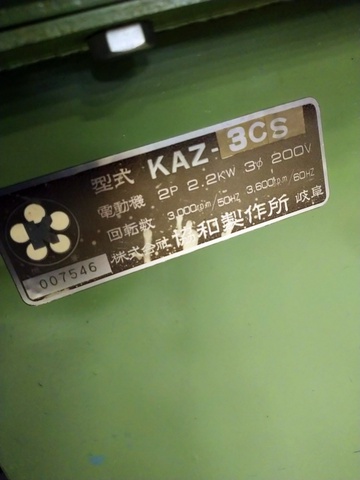 型式 KAZ-3CS
電動機 2P 2.2KW 3φ 200V
回転数 3,000rpm/50HZ 3,600rpm/60HZ
株式会社 協和製作所 岐阜
007546